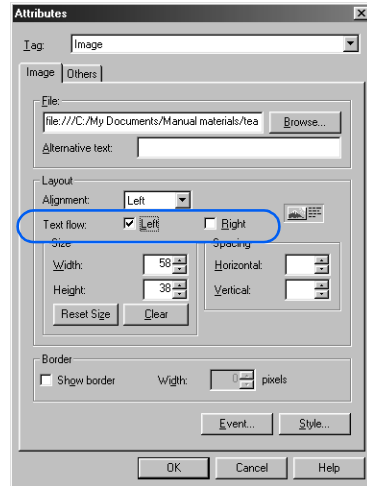 Attributes
Tag: Image
Image Others
File:
file:///C:/My Documents/Manual materials/tea Browse...
Alternative text:
Layout
Alignment: Left
Text flow: Left Right
Size Spacing
Width: 58 Horizontal:
Height: 38 Vertical:
Reset Size Clear
Border
Show border Width: 0 pixels
Event... Style...
OK Cancel Help